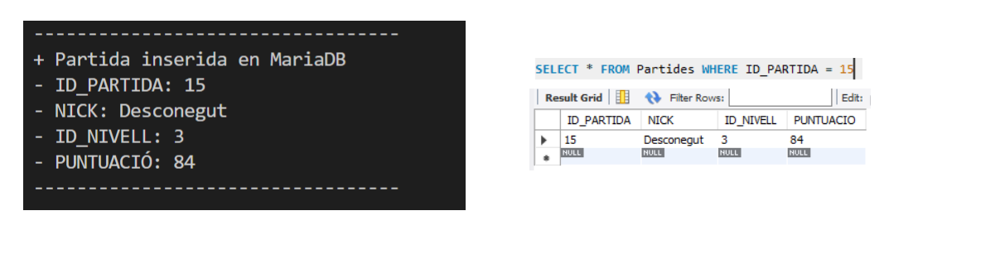 ----------------------------------
+ Partida inserida en MariaDB
- ID_PARTIDA: 15
- NICK: Desconegut
- ID_NIVELL: 3
- PUNTUACIÓ: 84
----------------------------------
SELECT * FROM Partides WHERE ID_PARTIDA = 15
Result Grid Filter Rows: Edit:
ID_PARTIDA NICK ID_NIVELL PUNTUACIO
15 Desconegut 3 84
NULL NULL NULL NULL